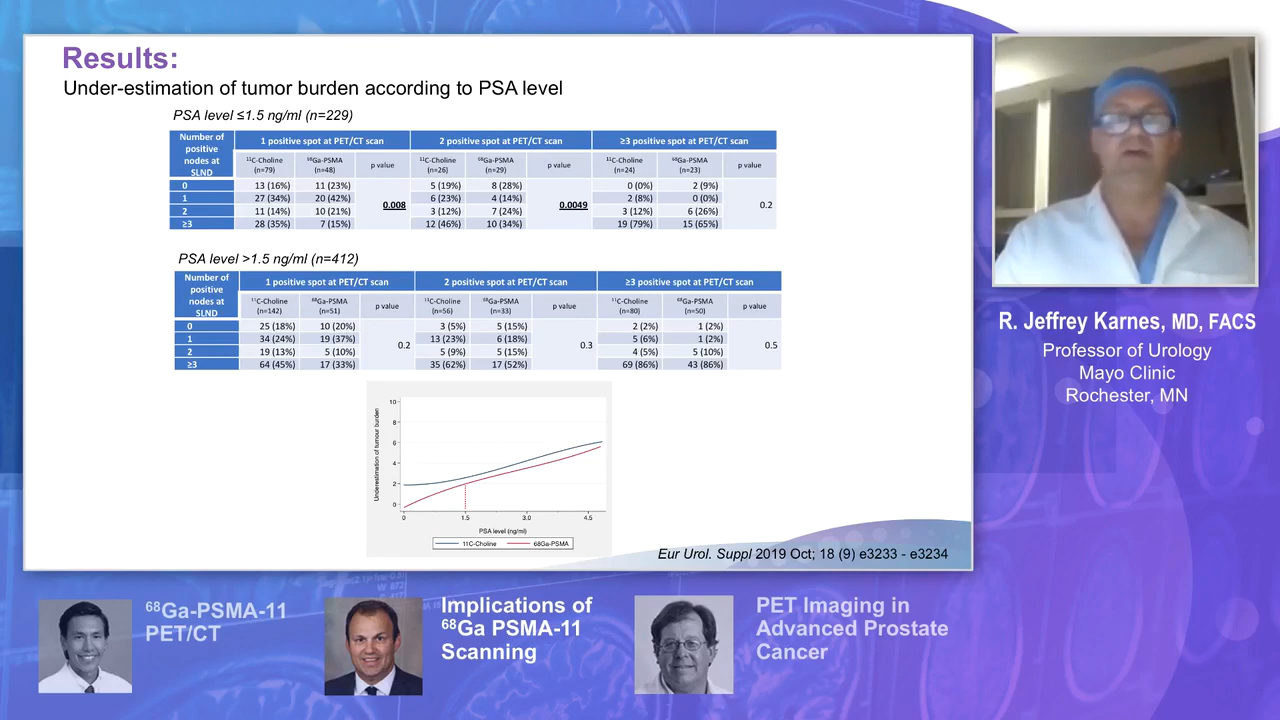 Results:
Under-estimation of tumor burden according to PSA level
PSA level ≤1.5 ng/ml (n=229)
Number of positive nodes at SLND | 1 positive spot at PET/CT scan | 2 positive spot at PET/CT scan | ≥3 positive spot at PET/CT scan
¹¹C-Choline (n=79) | ⁶⁸Ga-PSMA (n=48) | p value | ¹¹C-Choline (n=26) | ⁶⁸Ga-PSMA (n=29) | p value | ¹¹C-Choline (n=24) | ⁶⁸Ga-PSMA (n=23) | p value
0 | 13 (16%) | 11 (23%) | 5 (19%) | 8 (28%) | 0 (0%) | 2 (9%)
1 | 27 (34%) | 20 (42%) | 6 (23%) | 4 (14%) | 2 (8%) | 0 (0%)
0.008 | 0.0049 | 0.2
2 | 11 (14%) | 10 (21%) | 3 (12%) | 7 (24%) | 3 (12%) | 6 (26%)
≥3 | 28 (35%) | 7 (15%) | 12 (46%) | 10 (34%) | 19 (79%) | 15 (65%)
PSA level >1.5 ng/ml (n=412)
Number of positive nodes at SLND | 1 positive spot at PET/CT scan | 2 positive spot at PET/CT scan | ≥3 positive spot at PET/CT scan
¹¹C-Choline (n=142) | ⁶⁸Ga-PSMA (n=51) | p value | ¹¹C-Choline (n=56) | ⁶⁸Ga-PSMA (n=33) | p value | ¹¹C-Choline (n=80) | ⁶⁸Ga-PSMA (n=50) | p value
0 | 25 (18%) | 10 (20%) | 3 (5%) | 5 (15%) | 2 (2%) | 1 (2%)
1 | 34 (24%) | 19 (37%) | 13 (23%) | 6 (18%) | 5 (6%) | 1 (2%)
0.2 | 0.3 | 0.5
2 | 19 (13%) | 5 (10%) | 5 (9%) | 5 (15%) | 4 (5%) | 5 (10%)
≥3 | 64 (45%) | 17 (33%) | 35 (62%) | 17 (52%) | 69 (86%) | 43 (86%)
Underestimation of tumour burden
10
8
6
4
2
0
0 1.5 3.0 4.5
PSA level (ng/ml)
11C-Choline 68Ga-PSMA
Eur Urol. Suppl 2019 Oct; 18 (9) e3233 - e3234
R. Jeffrey Karnes, MD, FACS
Professor of Urology
Mayo Clinic
Rochester, MN
⁶⁸Ga-PSMA-11
PET/CT
Implications of
⁶⁸Ga PSMA-11
Scanning
PET Imaging in
Advanced Prostate
Cancer